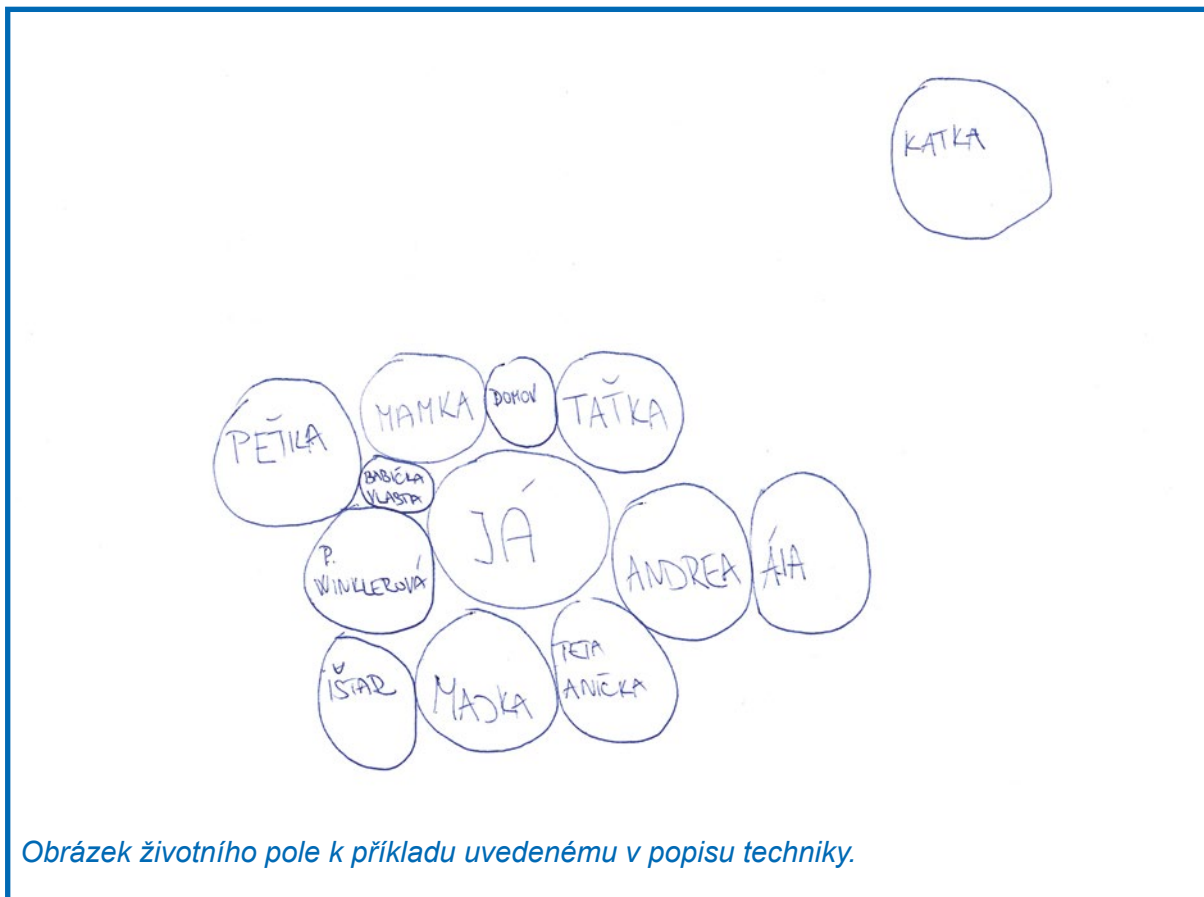 KATKA
MAMKA
DOMOV
TAŤKA
PEŤKA
BABIČKA
VLASTA
JÁ
P.
WINKLEROVÁ
ANDREA
ÁJA
TETA
ANIČKA
IŠTAR
MAJKA
Obrázek životního pole k příkladu uvedenému v popisu techniky.